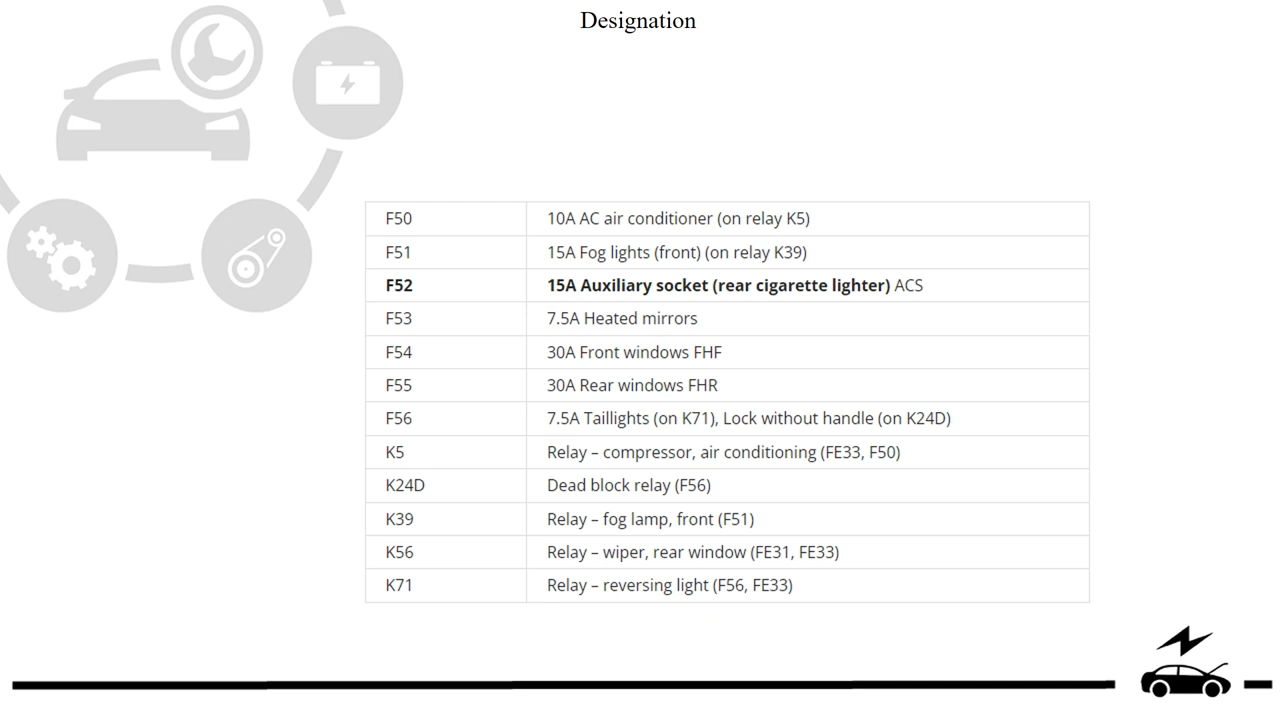 Designation
F50 10A AC air conditioner (on relay K5)
F51 15A Fog lights (front) (on relay K39)
F52 15A Auxiliary socket (rear cigarette lighter) ACS
F53 7.5A Heated mirrors
F54 30A Front windows FHF
F55 30A Rear windows FHR
F56 7.5A Taillights (on K71), Lock without handle (on K24D)
K5 Relay – compressor, air conditioning (FE33, F50)
K24D Dead block relay (F56)
K39 Relay – fog lamp, front (F51)
K56 Relay – wiper, rear window (FE31, FE33)
K71 Relay – reversing light (F56, FE33)